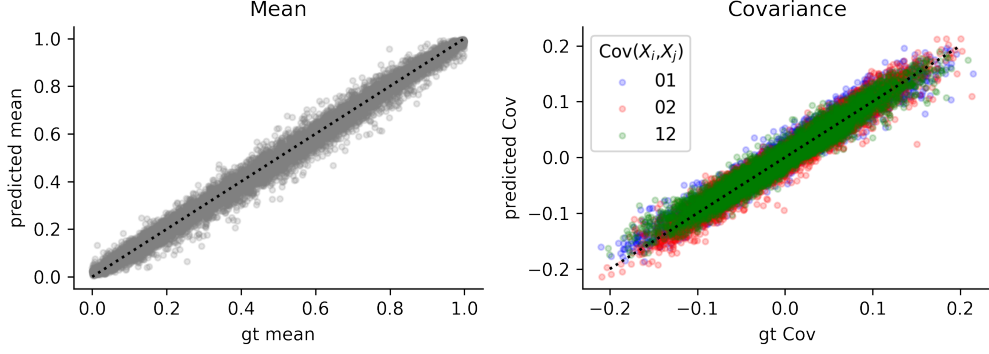 Mean
1.0
0.8
0.6
0.4
0.2
0.0
predicted mean
0.0 0.2 0.4 0.6 0.8 1.0
gt mean
Covariance
0.2
0.1
0.0
−0.1
−0.2
predicted Cov
Cov(Xi,Xj)
01
02
12
−0.2 −0.1 0.0 0.1 0.2
gt Cov